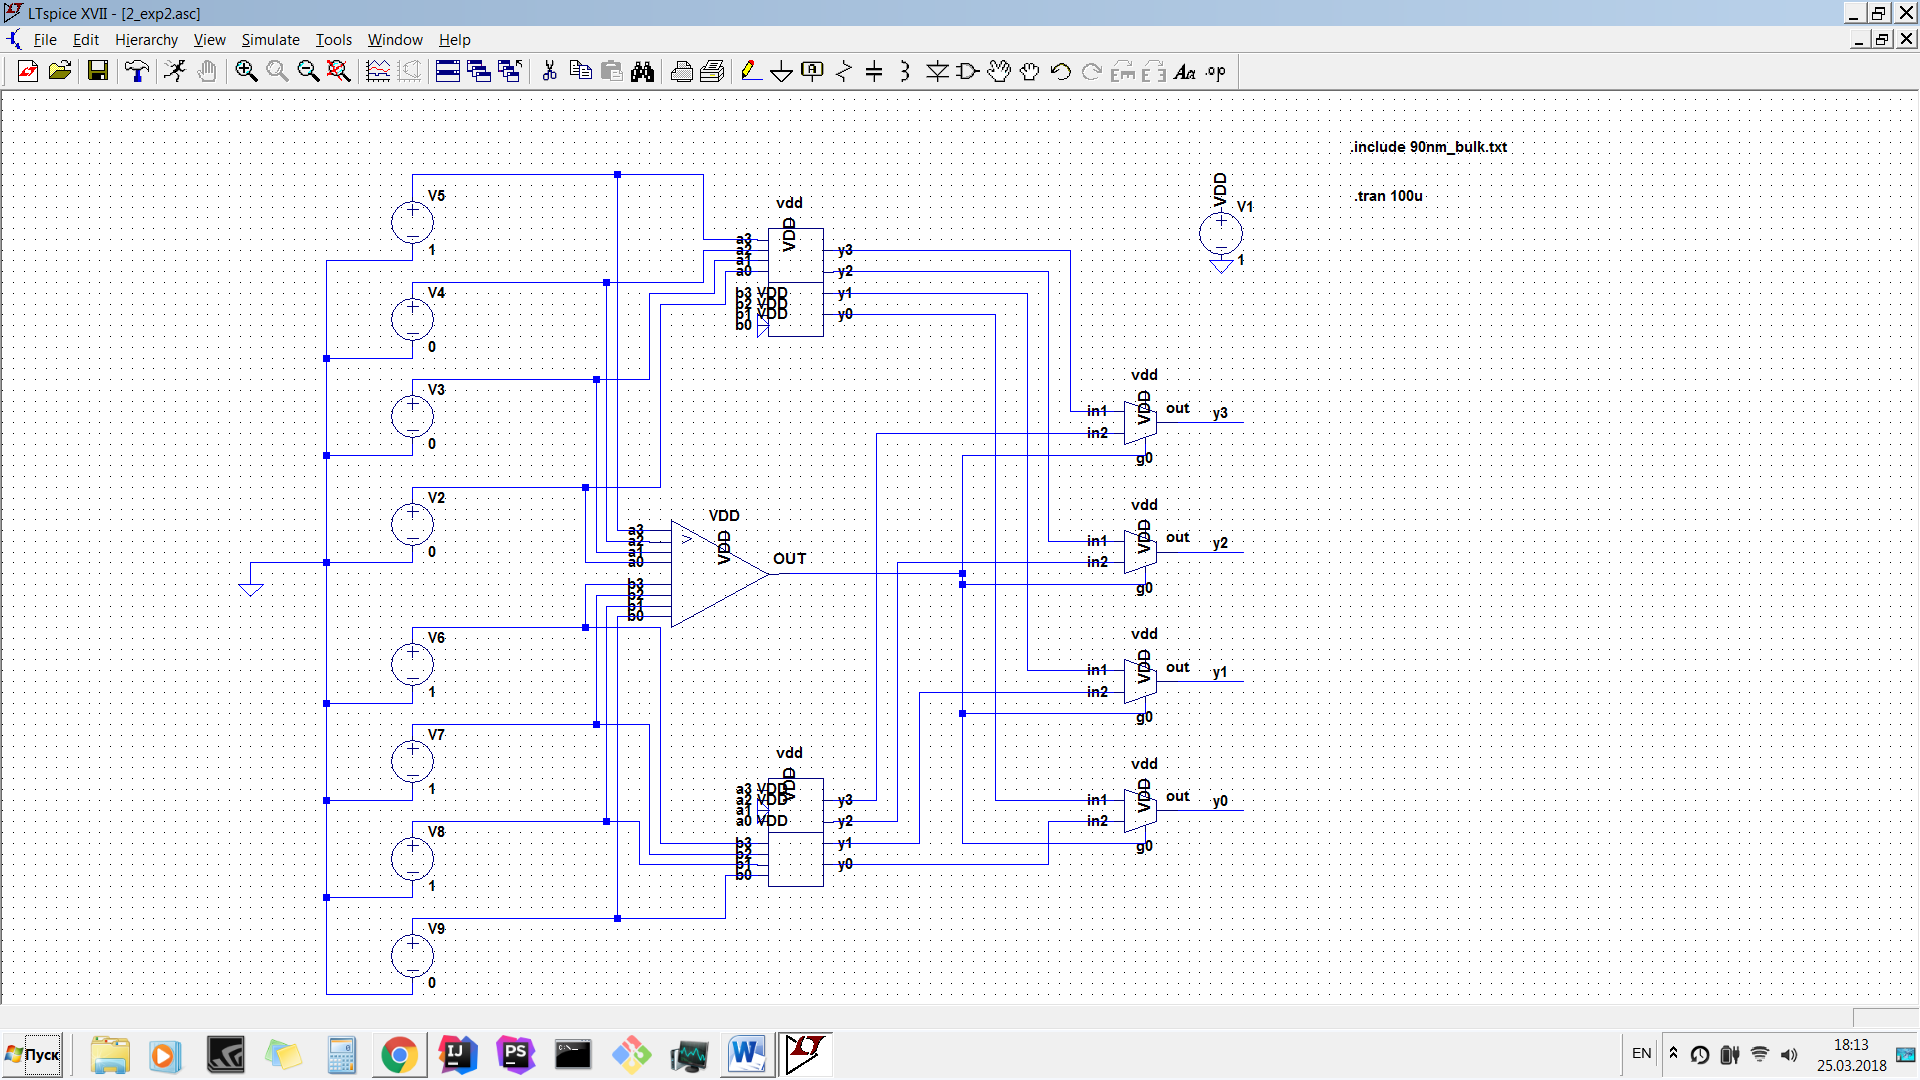 LTspice XVII - [2_exp2.asc]
File Edit Hierarchy View Simulate Tools Window Help
.include 90nm_bulk.txt
.tran 100u
VDD
V1
1
V5
1
V4
0
V3
0
V2
0
V6
1
V7
1
V8
1
V9
0
vdd
VDD
a3
a2
a1
a0
b3 VDD
b2 VDD
b1 VDD
b0
y3
y2
y1
y0
VDD
VDD
a3
a2
a1
a0
b3
b2
b1
b0
>
OUT
vdd
VDD
a3 VDD
a2 VDD
a1
a0 VDD
b3
b2
b1
b0
y3
y2
y1
y0
vdd
VDD
in1
in2
g0
out
y3
vdd
VDD
in1
in2
g0
out
y2
vdd
VDD
in1
in2
g0
out
y1
vdd
VDD
in1
in2
g0
out
y0
Пуск
EN
18:13
25.03.2018